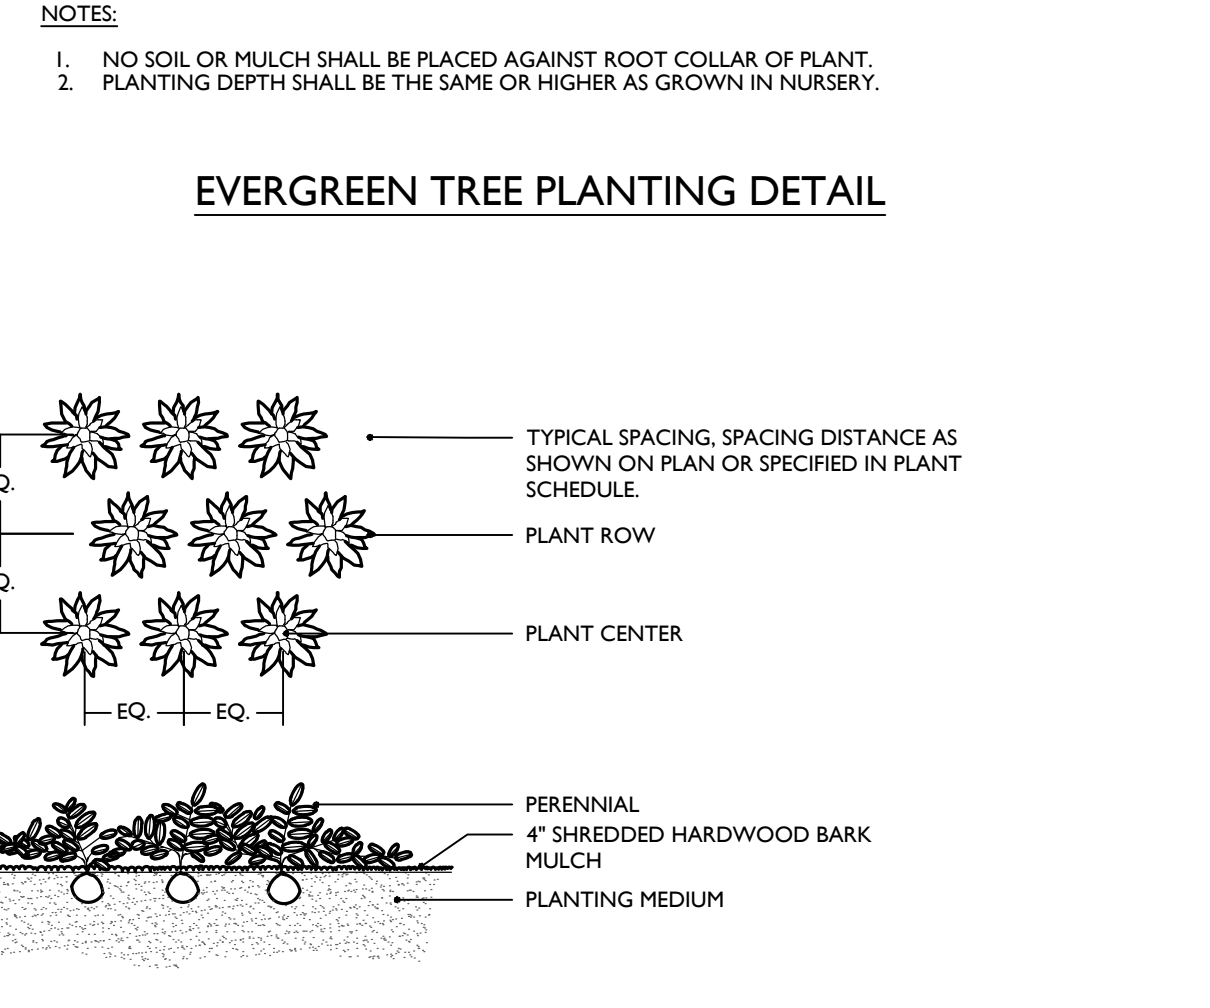 NOTES:
1. NO SOIL OR MULCH SHALL BE PLACED AGAINST ROOT COLLAR OF PLANT.
2. PLANTING DEPTH SHALL BE THE SAME OR HIGHER AS GROWN IN NURSERY.
EVERGREEN TREE PLANTING DETAIL
TYPICAL SPACING, SPACING DISTANCE AS
SHOWN ON PLAN OR SPECIFIED IN PLANT
SCHEDULE.
Q.
PLANT ROW
Q.
PLANT CENTER
EQ. EQ.
PERENNIAL
4" SHREDDED HARDWOOD BARK
MULCH
PLANTING MEDIUM